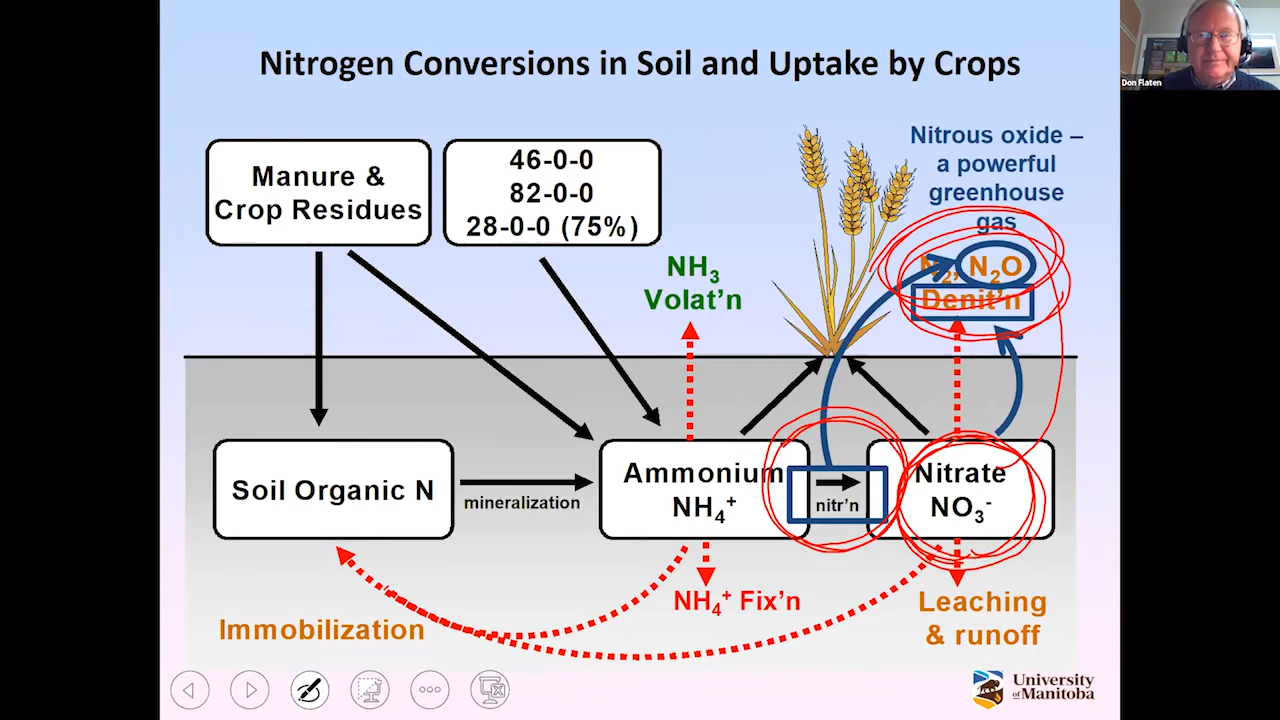 Nitrogen Conversions in Soil and Uptake by Crops
Don Flaten
Manure &
Crop Residues
46-0-0
82-0-0
28-0-0 (75%)
Nitrous oxide –
a powerful
greenhouse
gas
NH₃
Volat’n
N₂, N₂O
Denit’n
Soil Organic N
mineralization
Ammonium
NH₄⁺
nitr’n
Nitrate
NO₃⁻
NH₄⁺ Fix’n
Leaching
& runoff
Immobilization
University
of Manitoba